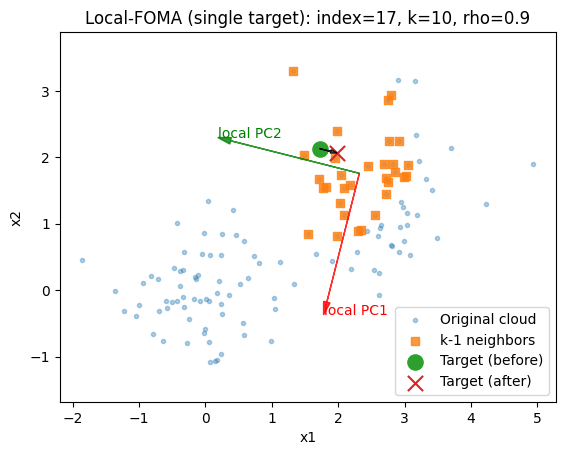 Local-FOMA (single target): index=17, k=10, rho=0.9
x2
3
2
1
0
−1
local PC2
local PC1
Original cloud
k-1 neighbors
Target (before)
Target (after)
−2 −1 0 1 2 3 4 5
x1